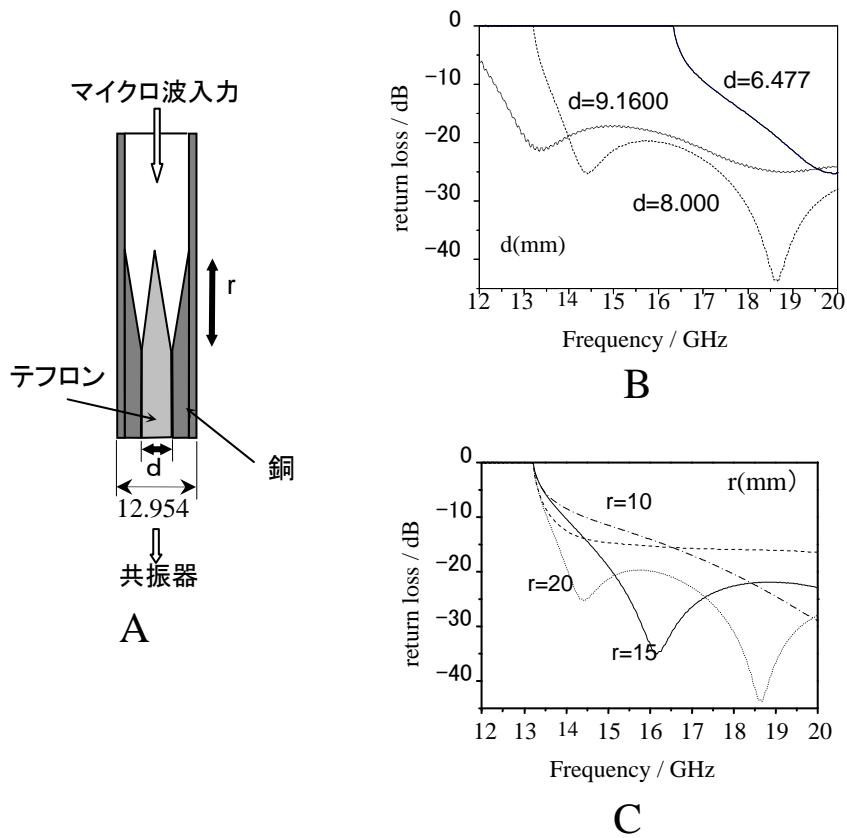 マイクロ波入力
r
テフロン
銅
d
12.954
共振器
A
0
−10
−20
−30
−40
return loss / dB
d=6.477
d=9.1600
d=8.000
d(mm)
12 13 14 15 16 17 18 19 20
Frequency / GHz
B
0
−10
−20
−30
−40
return loss / dB
r(mm)
r=10
r=20
r=15
12 13 14 15 16 17 18 19 20
Frequency / GHz
C